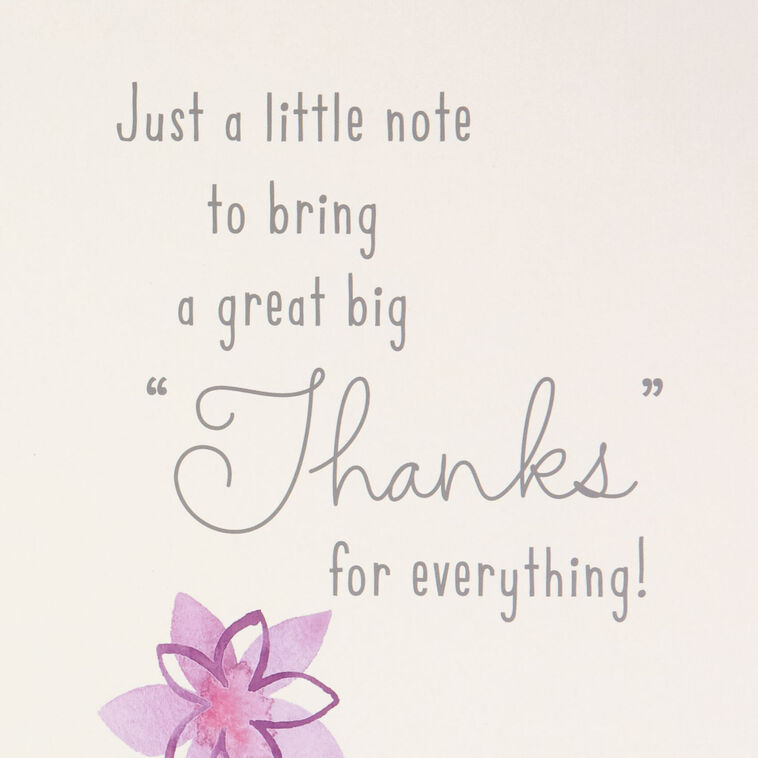 Just a little note
to bring
a great big
“Thanks”
for everything!